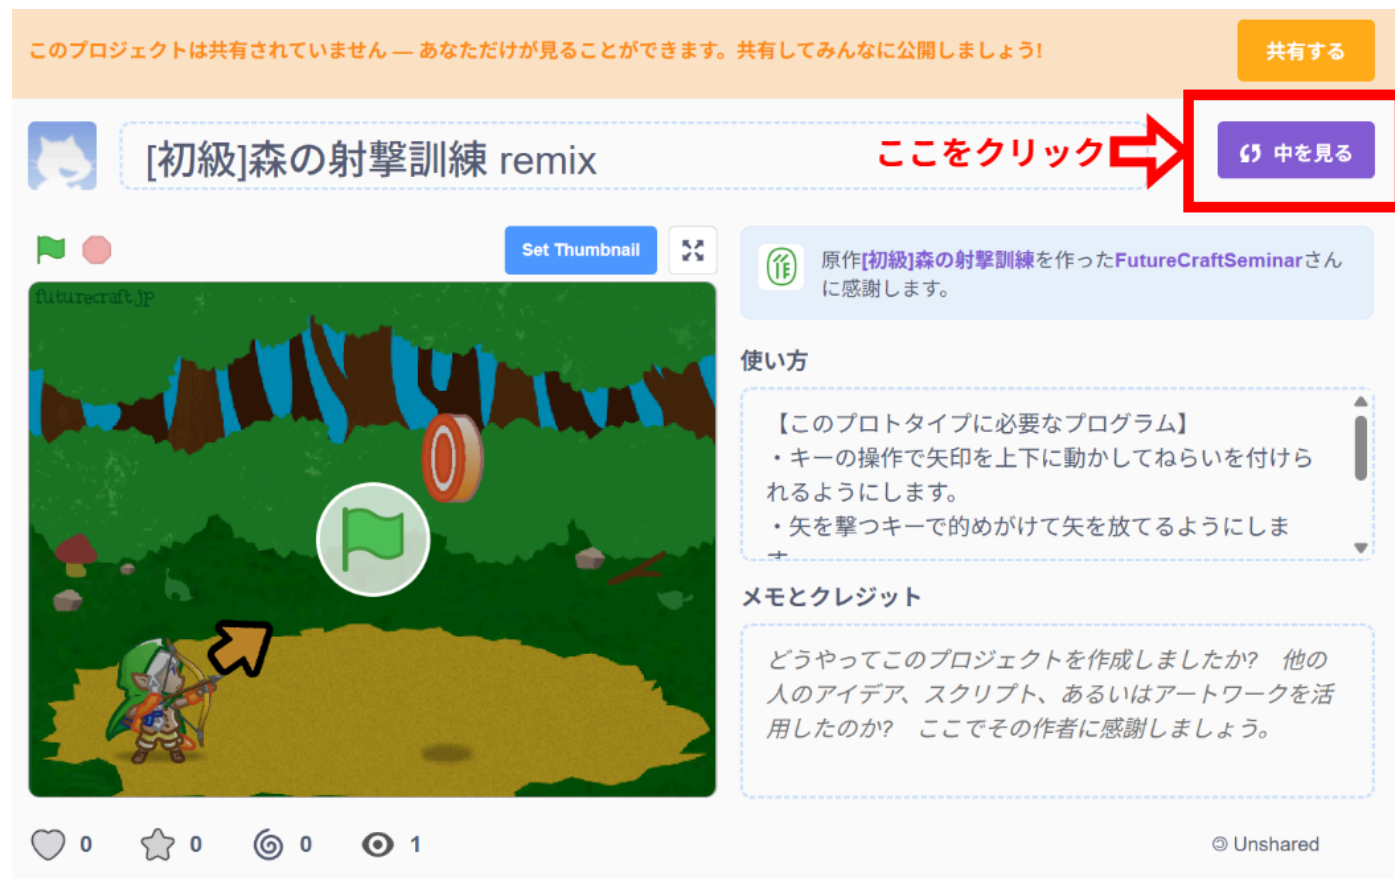 このプロジェクトは共有されていません — あなただけが見ることができます。共有してみんなに公開しましょう!
共有する
[初級]森の射撃訓練 remix
ここをクリック
中を見る
Set Thumbnail
futurecraft.jp
作
原作[初級]森の射撃訓練を作ったFutureCraftSeminarさん
に感謝します。
使い方
【このプロトタイプに必要なプログラム】
・キーの操作で矢印を上下に動かしてねらいを付けら
れるようにします。
・矢を撃つキーで的めがけて矢を放てるようにしま
メモとクレジット
どうやってこのプロジェクトを作成しましたか?　他の
人のアイデア、スクリプト、あるいはアートワークを活
用したのか?　ここでその作者に感謝しましょう。
0
0
0
1
Unshared